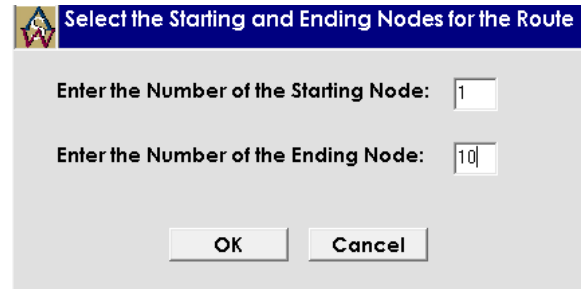 Select the Starting and Ending Nodes for the Route
Enter the Number of the Starting Node: 1
Enter the Number of the Ending Node: 10
OK Cancel